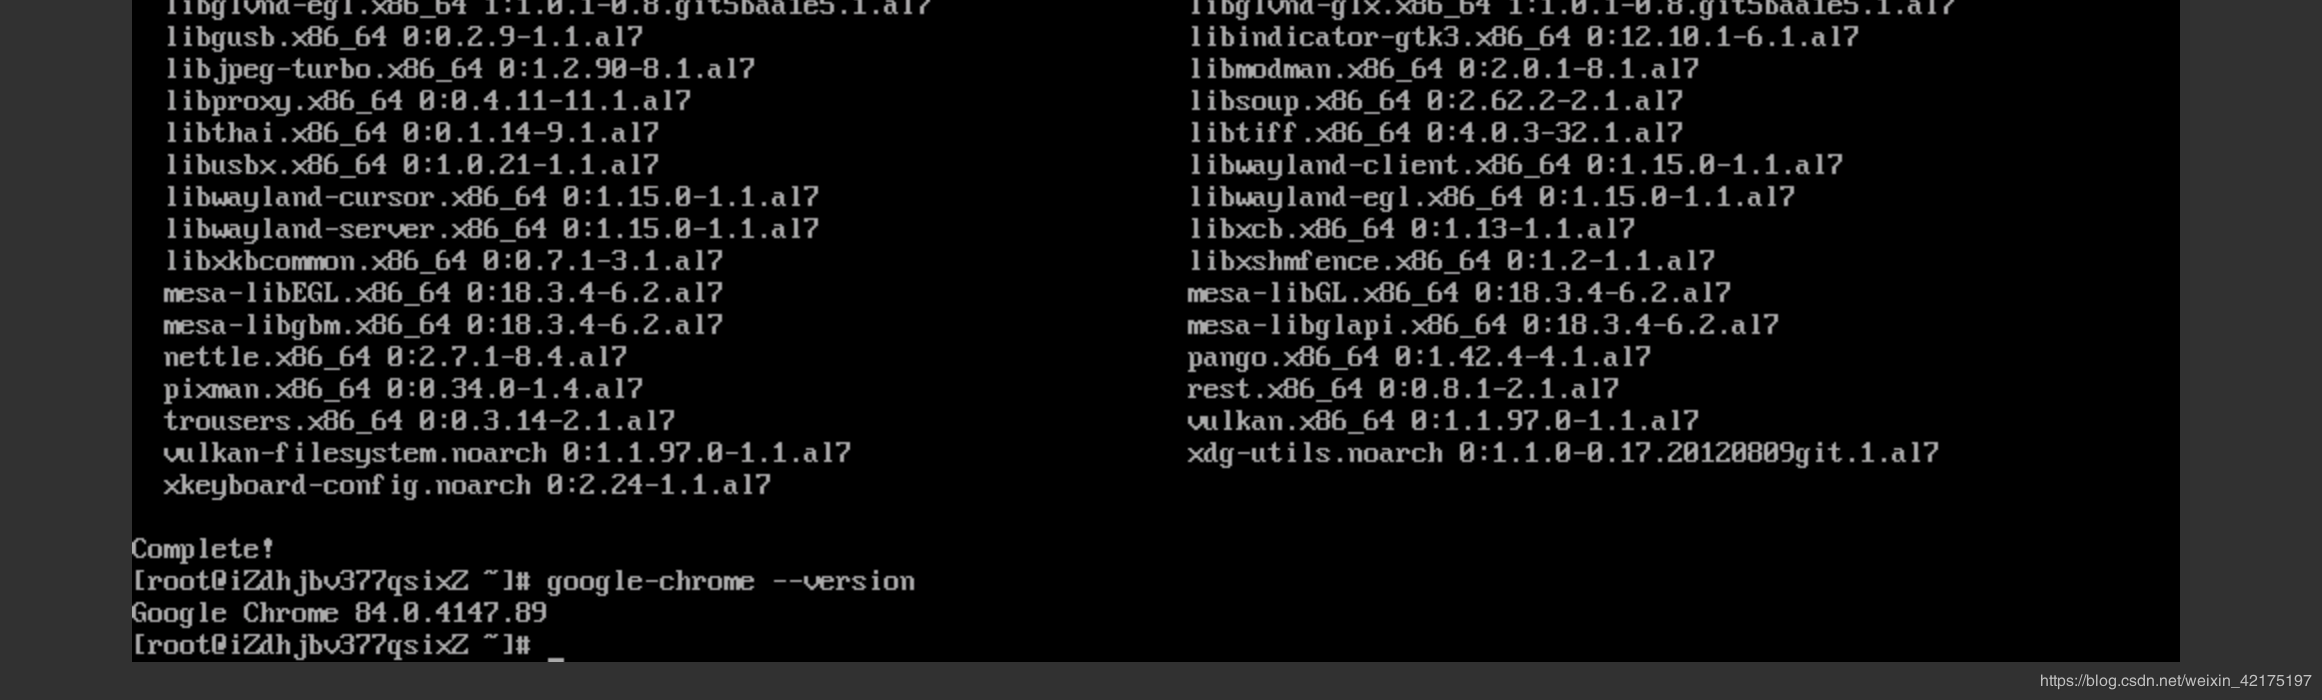 libglvnd-egl.x86_64 1:1.0.1-0.8.git5baa1e5.1.al7 libglvnd-glx.x86_64 1:1.0.1-0.8.git5baa1e5.1.al7
libgusb.x86_64 0:0.2.9-1.1.al7 libindicator-gtk3.x86_64 0:12.10.1-6.1.al7
libjpeg-turbo.x86_64 0:1.2.90-8.1.al7 libmodman.x86_64 0:2.0.1-8.1.al7
libproxy.x86_64 0:0.4.11-11.1.al7 libsoup.x86_64 0:2.62.2-2.1.al7
libthai.x86_64 0:0.1.14-9.1.al7 libtiff.x86_64 0:4.0.3-32.1.al7
libusbx.x86_64 0:1.0.21-1.1.al7 libwayland-client.x86_64 0:1.15.0-1.1.al7
libwayland-cursor.x86_64 0:1.15.0-1.1.al7 libwayland-egl.x86_64 0:1.15.0-1.1.al7
libwayland-server.x86_64 0:1.15.0-1.1.al7 libxcb.x86_64 0:1.13-1.1.al7
libxkbcommon.x86_64 0:0.7.1-3.1.al7 libxshmfence.x86_64 0:1.2-1.1.al7
mesa-libEGL.x86_64 0:18.3.4-6.2.al7 mesa-libGL.x86_64 0:18.3.4-6.2.al7
mesa-libgbm.x86_64 0:18.3.4-6.2.al7 mesa-libglapi.x86_64 0:18.3.4-6.2.al7
nettle.x86_64 0:2.7.1-8.4.al7 pango.x86_64 0:1.42.4-4.1.al7
pixman.x86_64 0:0.34.0-1.4.al7 rest.x86_64 0:0.8.1-2.1.al7
trousers.x86_64 0:0.3.14-2.1.al7 vulkan.x86_64 0:1.1.97.0-1.1.al7
vulkan-filesystem.noarch 0:1.1.97.0-1.1.al7 xdg-utils.noarch 0:1.1.0-0.17.20120809git.1.al7
xkeyboard-config.noarch 0:2.24-1.1.al7
Complete!
[root@iZdhjbv377qsixZ ~]# google-chrome --version
Google Chrome 84.0.4147.89
[root@iZdhjbv377qsixZ ~]# _
https://blog.csdn.net/weixin_42175197